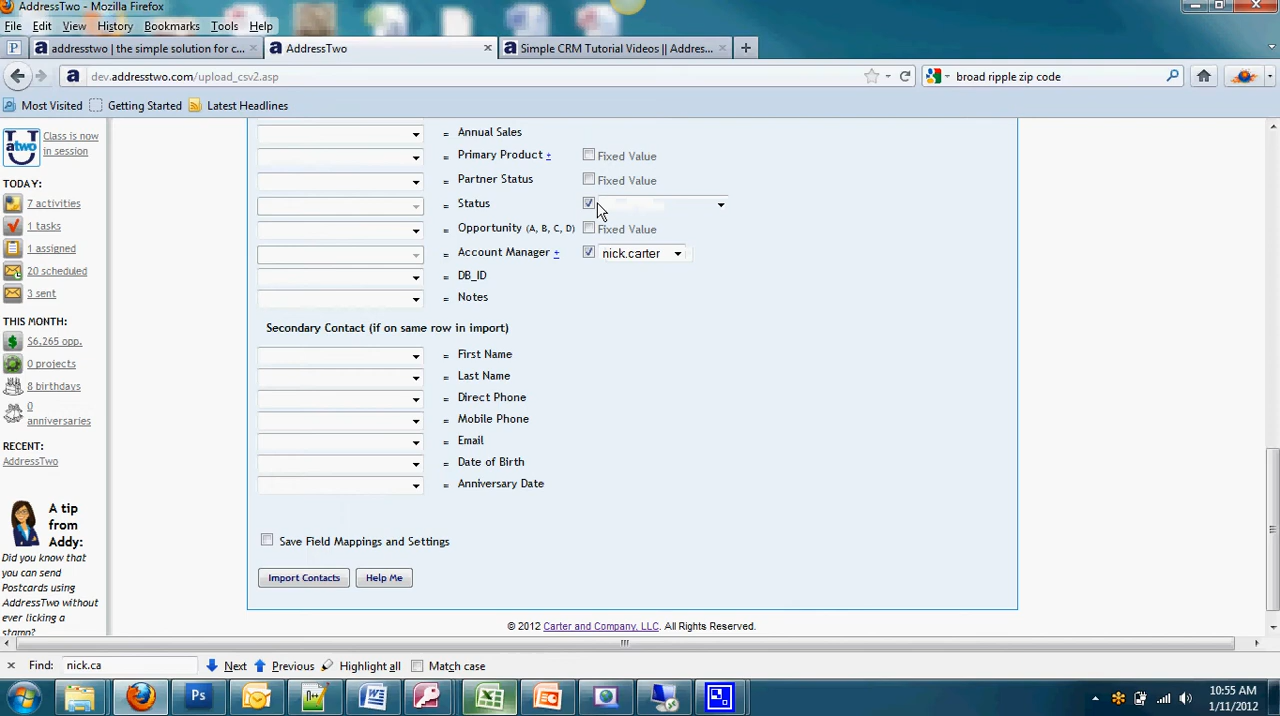 AddressTwo - Mozilla Firefox
File Edit View History Bookmarks Tools Help
addresstwo | the simple solution for c...
AddressTwo
Simple CRM Tutorial Videos || Addres...
dev.addresstwo.com/upload_csv2.asp
broad ripple zip code
Most Visited Getting Started Latest Headlines
atwo
Class is now
in session
TODAY:
7 activities
1 tasks
1 assigned
20 scheduled
3 sent
THIS MONTH:
$6,265 opp.
0 projects
8 birthdays
0
anniversaries
RECENT:
AddressTwo
A tip
from
Addy:
Did you know that
you can send
Postcards using
AddressTwo without
ever licking a
stamp?
= Annual Sales
= Primary Product + Fixed Value
= Partner Status Fixed Value
= Status
= Opportunity (A, B, C, D) Fixed Value
= Account Manager + nick.carter
= DB_ID
= Notes
Secondary Contact (if on same row in import)
= First Name
= Last Name
= Direct Phone
= Mobile Phone
= Email
= Date of Birth
= Anniversary Date
Save Field Mappings and Settings
Import Contacts Help Me
© 2012 Carter and Company, LLC. All Rights Reserved.
Find: nick.ca Next Previous Highlight all Match case
10:55 AM
1/11/2012